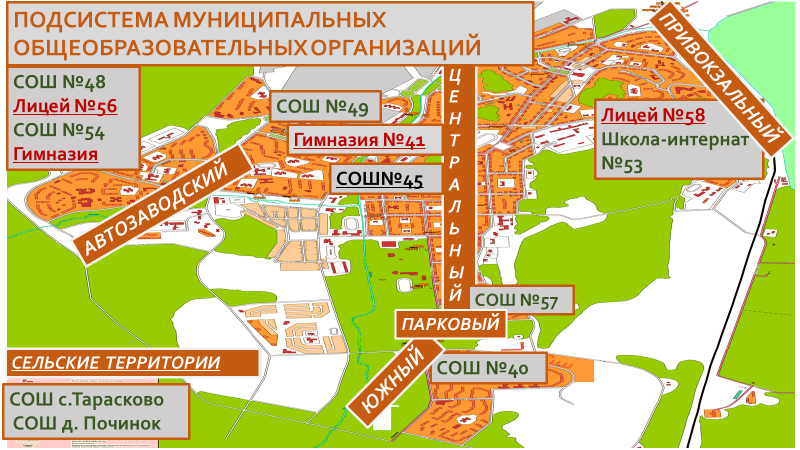 ПОДСИСТЕМА МУНИЦИПАЛЬНЫХ
ОБЩЕОБРАЗОВАТЕЛЬНЫХ ОРГАНИЗАЦИЙ
СОШ №48
Лицей №56
СОШ №54
Гимназия
СОШ №49
Гимназия №41
СОШ№45
ЦЕНТРАЛЬНЫЙ
ПРИВОКЗАЛЬНЫЙ
Лицей №58
Школа-интернат
№53
АВТОЗАВОДСКИЙ
СОШ №57
ПАРКОВЫЙ
ЮЖНЫЙ
СОШ №40
СЕЛЬСКИЕ ТЕРРИТОРИИ
СОШ с.Тарасково
СОШ д. Починок